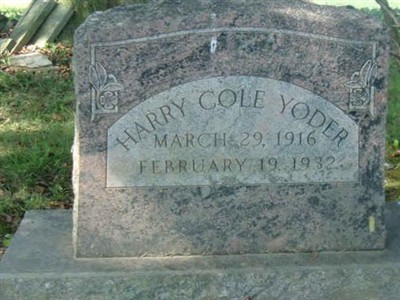 HARRY COLE YODER
MARCH 29, 1916
FEBRUARY 19, 1932